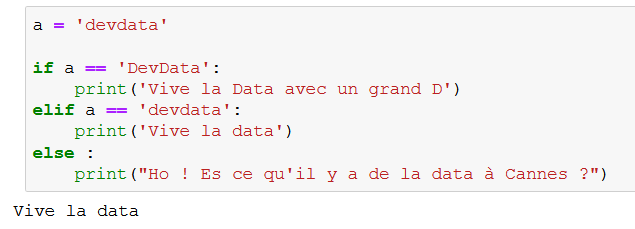 a = 'devdata'
if a == 'DevData':
    print('Vive la Data avec un grand D')
elif a == 'devdata':
    print('Vive la data')
else :
    print("Ho ! Es ce qu'il y a de la data à Cannes ?")
Vive la data